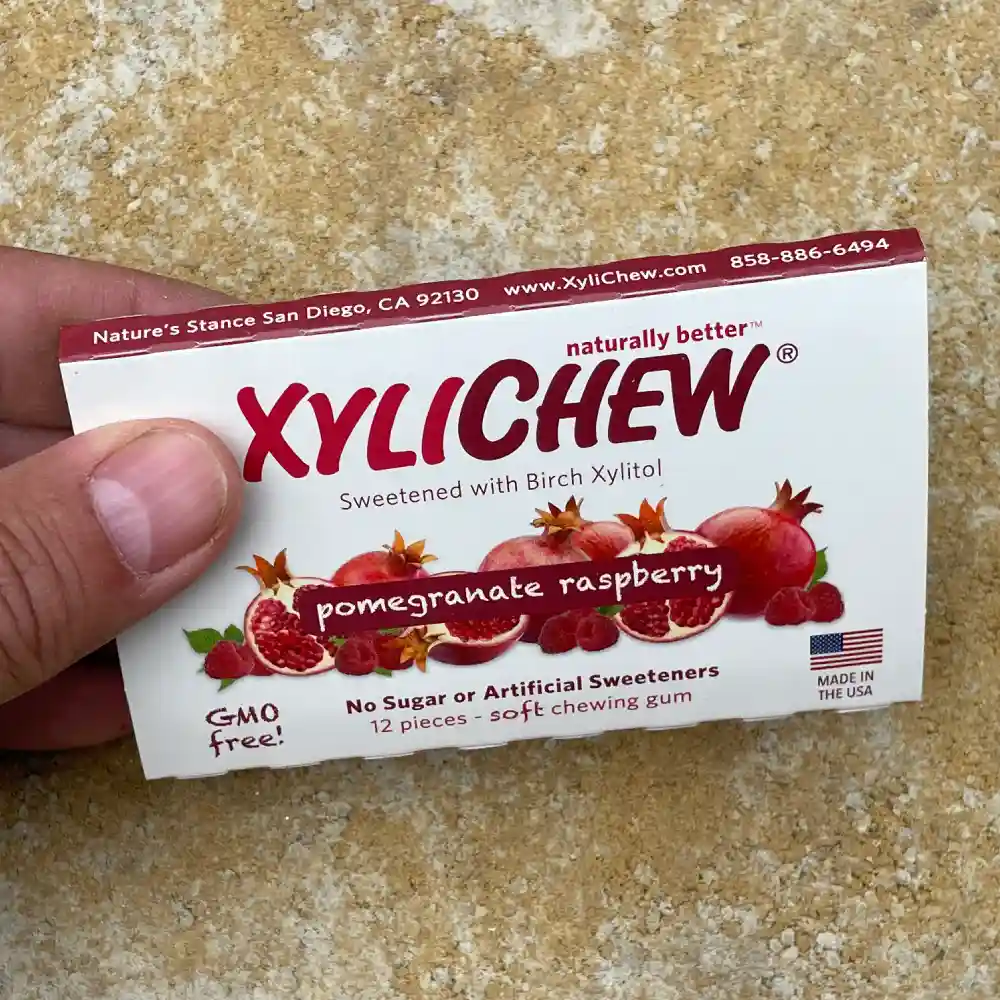 Nature's Stance San Diego, CA 92130 www.XyliChew.com 858-886-6494
naturally better™
XYLICHEW®
Sweetened with Birch Xylitol
pomegranate raspberry
No Sugar or Artificial Sweeteners
12 pieces - soft chewing gum
GMO
free!
MADE IN
THE USA